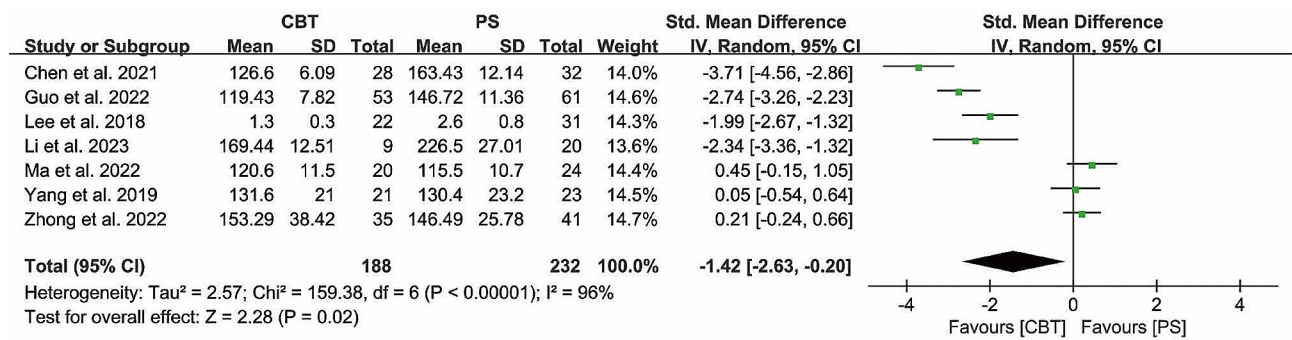 CBT PS Std. Mean Difference Std. Mean Difference
Study or Subgroup Mean SD Total Mean SD Total Weight IV, Random, 95% CI IV, Random, 95% CI
Chen et al. 2021 126.6 6.09 28 163.43 12.14 32 14.0% -3.71 [-4.56, -2.86]
Guo et al. 2022 119.43 7.82 53 146.72 11.36 61 14.6% -2.74 [-3.26, -2.23]
Lee et al. 2018 1.3 0.3 22 2.6 0.8 31 14.3% -1.99 [-2.67, -1.32]
Li et al. 2023 169.44 12.51 9 226.5 27.01 20 13.6% -2.34 [-3.36, -1.32]
Ma et al. 2022 120.6 11.5 20 115.5 10.7 24 14.4% 0.45 [-0.15, 1.05]
Yang et al. 2019 131.6 21 21 130.4 23.2 23 14.5% 0.05 [-0.54, 0.64]
Zhong et al. 2022 153.29 38.42 35 146.49 25.78 41 14.7% 0.21 [-0.24, 0.66]
Total (95% CI) 188 232 100.0% -1.42 [-2.63, -0.20]
Heterogeneity: Tau² = 2.57; Chi² = 159.38, df = 6 (P < 0.00001); I² = 96%
Test for overall effect: Z = 2.28 (P = 0.02)
-4 -2 0 2 4
Favours [CBT] Favours [PS]